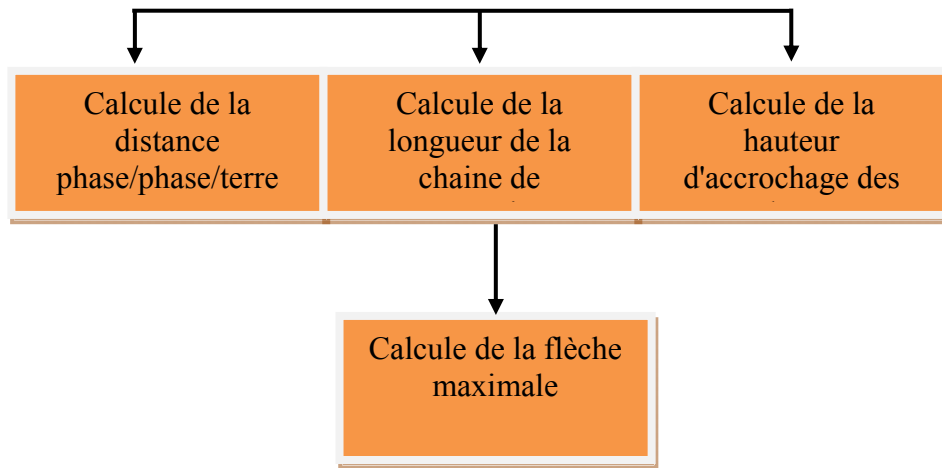 Calcule de la
distance
phase/phase/terre
Calcule de la
longueur de la
chaine de
Calcule de la
hauteur
d'accrochage des
Calcule de la flèche
maximale